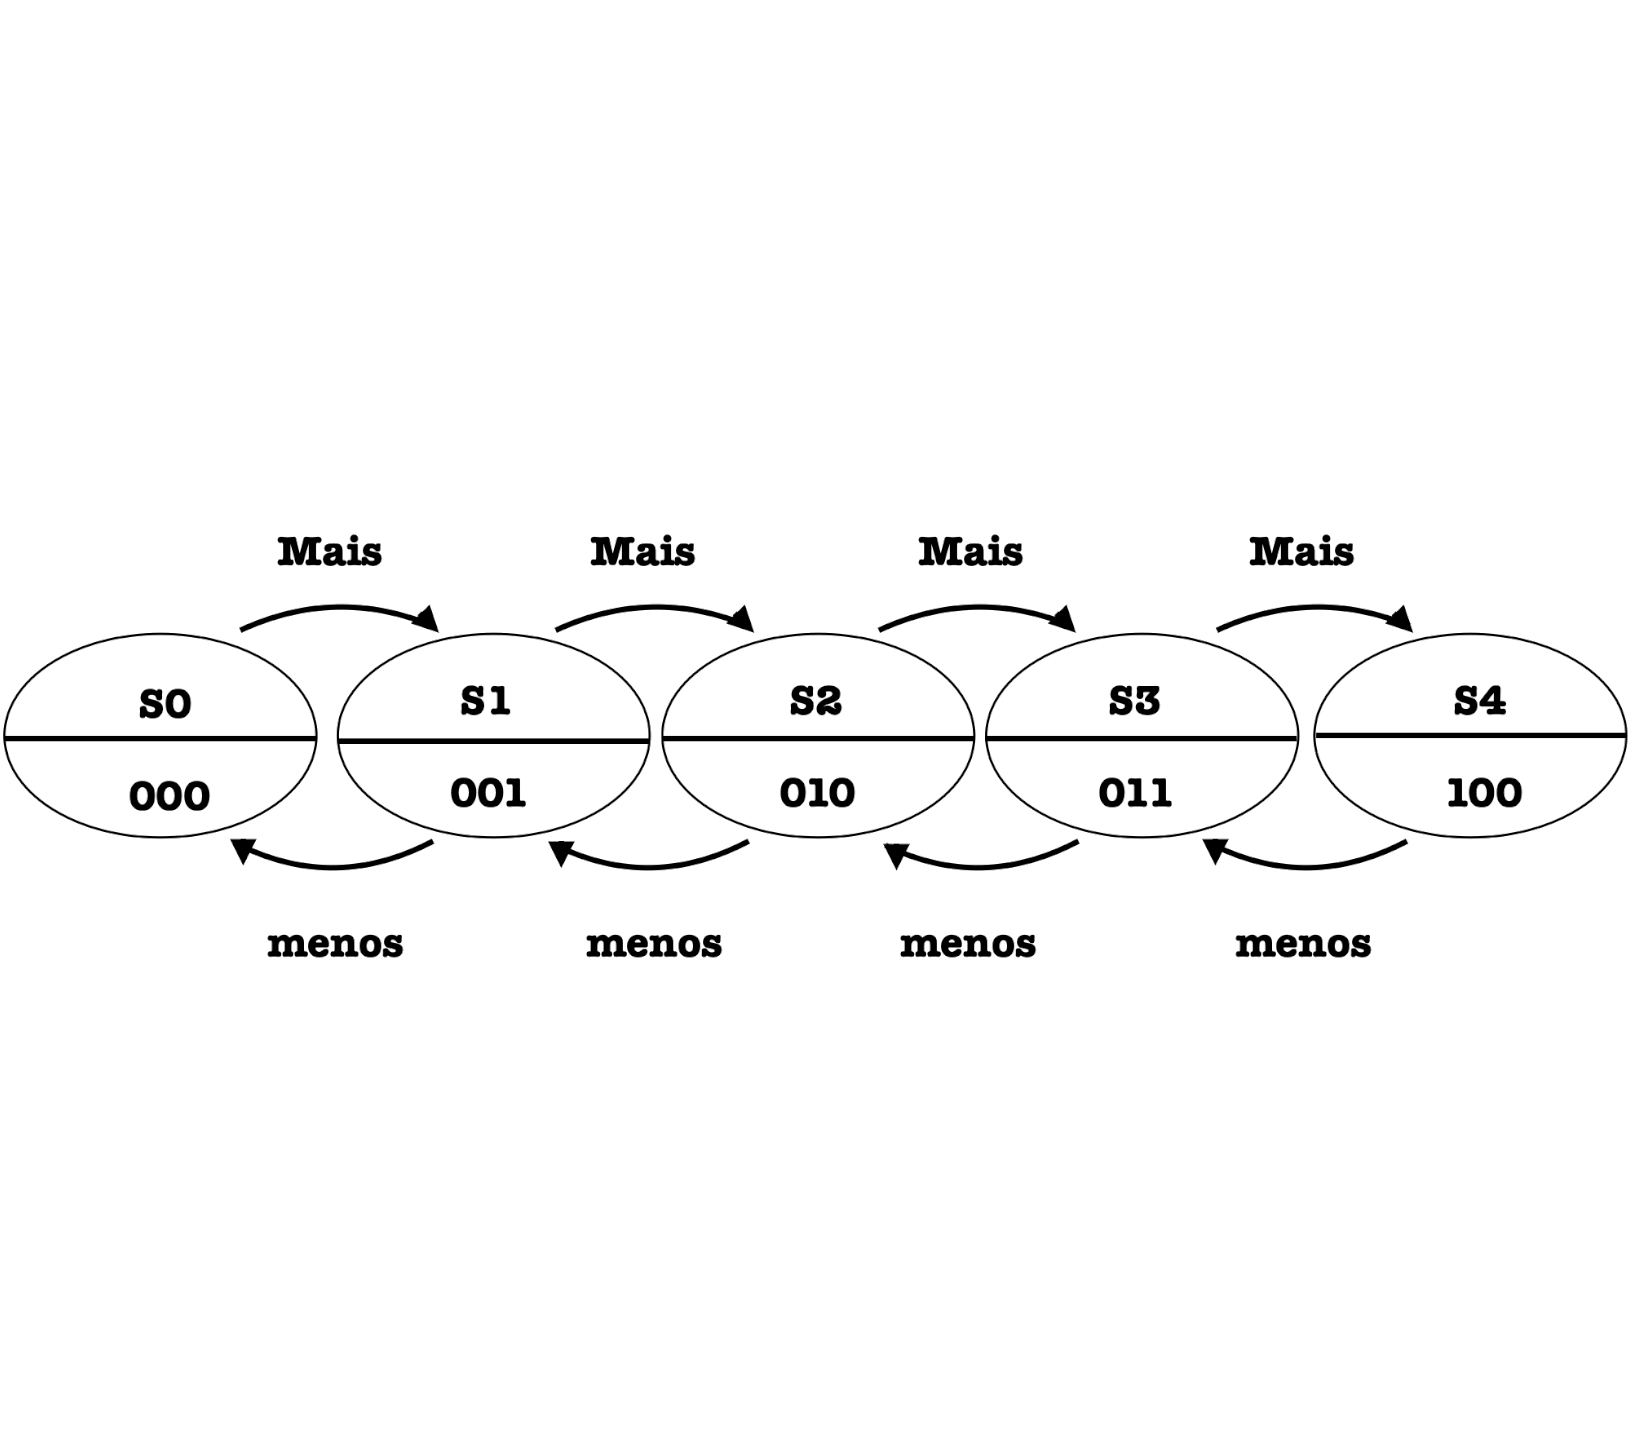 Mais Mais Mais Mais
S0 S1 S2 S3 S4
000 001 010 011 100
menos menos menos menos